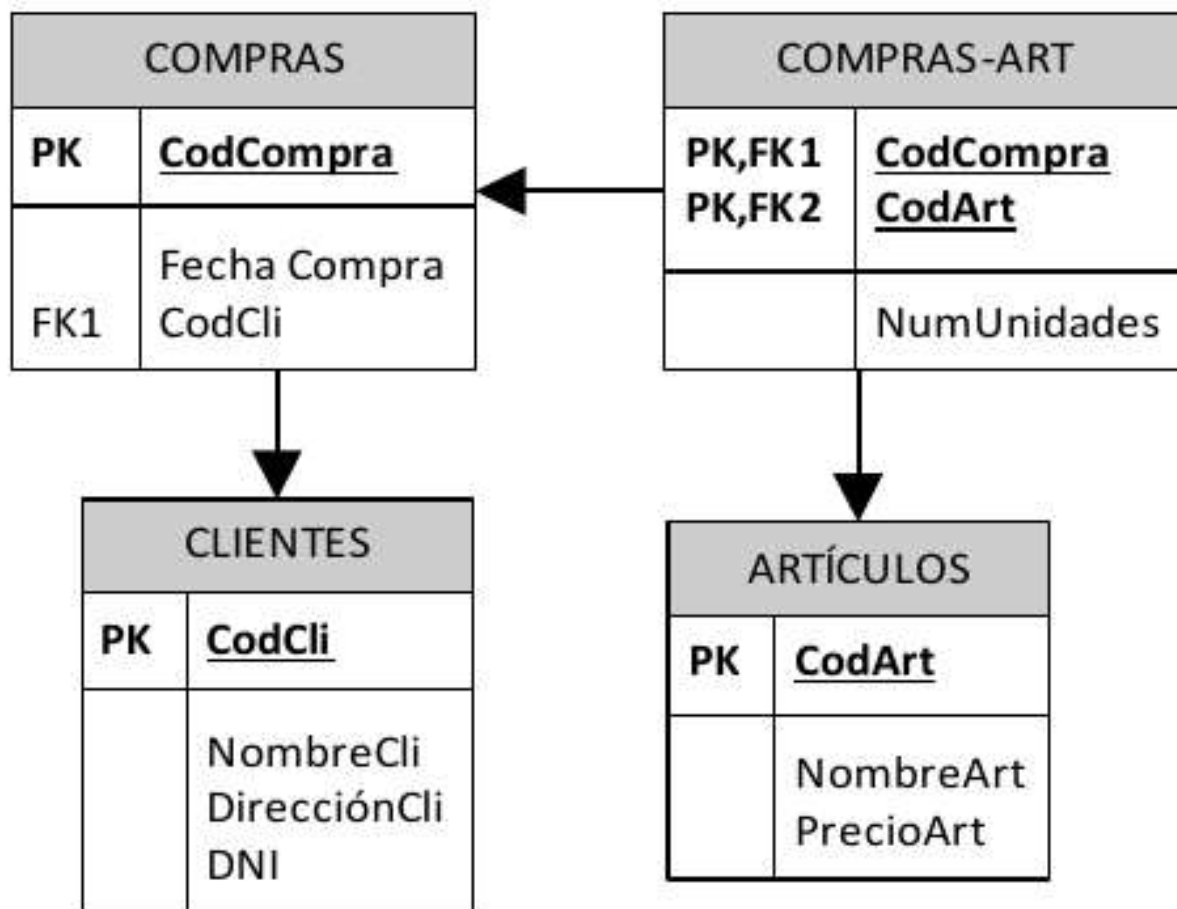 COMPRAS
PK CodCompra
Fecha Compra
FK1 CodCli
COMPRAS-ART
PK,FK1 CodCompra
PK,FK2 CodArt
NumUnidades
CLIENTES
PK CodCli
NombreCli
DirecciónCli
DNI
ARTÍCULOS
PK CodArt
NombreArt
PrecioArt